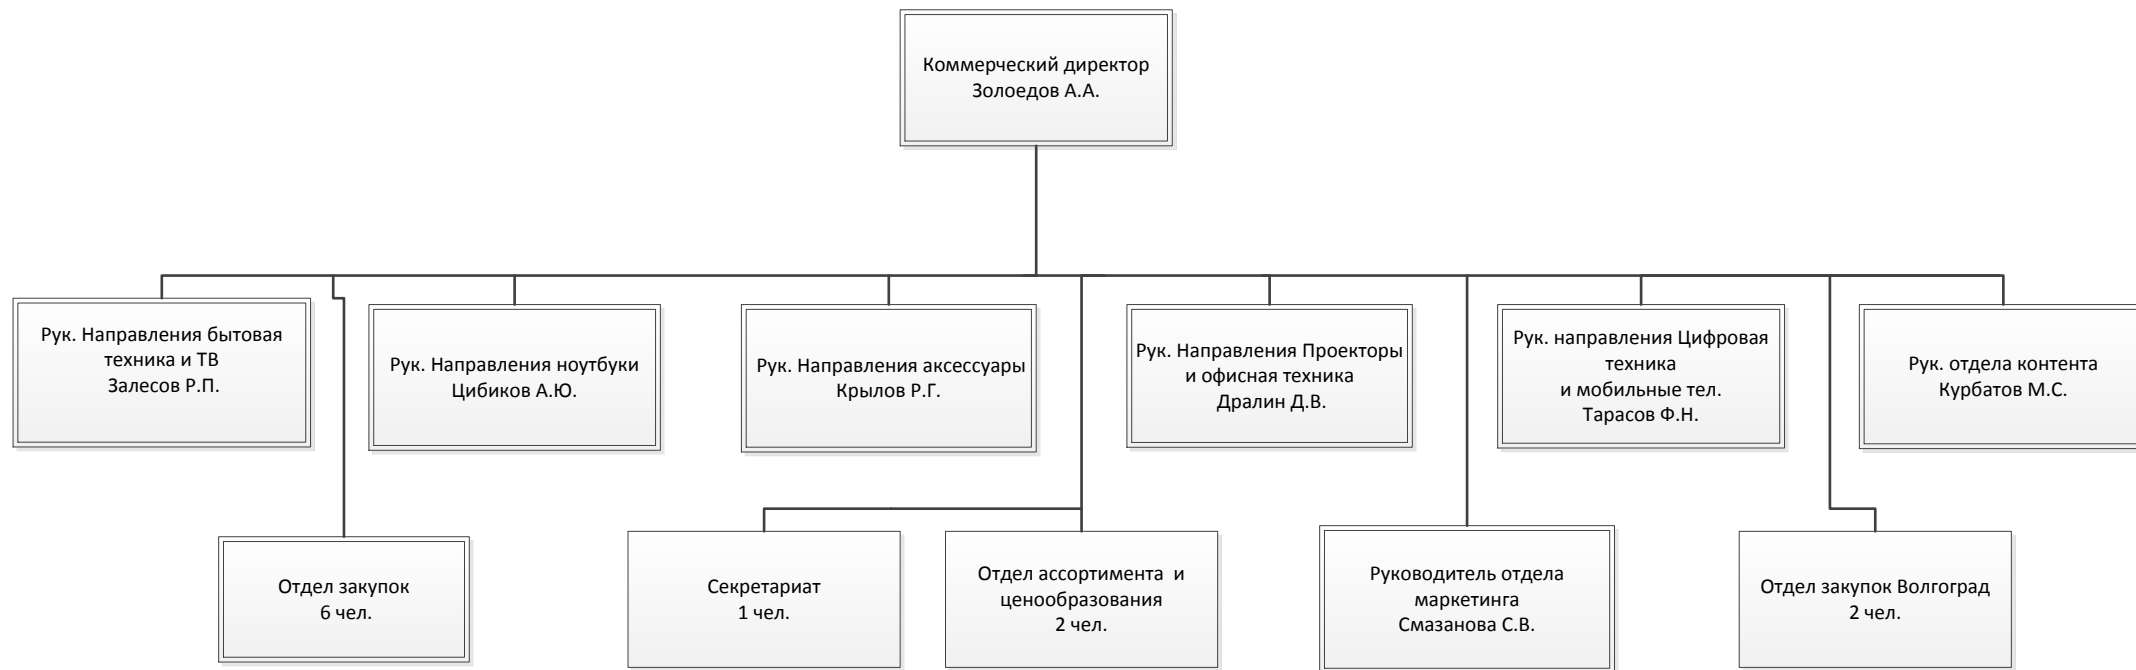 Коммерческий директор
Золоедов А.А.
Рук. Направления бытовая
техника и ТВ
Залесов Р.П.
Рук. Направления ноутбуки
Цибиков А.Ю.
Рук. Направления аксессуары
Крылов Р.Г.
Рук. Направления Проекторы
и офисная техника
Дралин Д.В.
Рук. направления Цифровая
техника
и мобильные тел.
Тарасов Ф.Н.
Рук. отдела контента
Курбатов М.С.
Отдел закупок
6 чел.
Секретариат
1 чел.
Отдел ассортимента  и
ценообразования
2 чел.
Руководитель отдела
маркетинга
Смазанова С.В.
Отдел закупок Волгоград
2 чел.